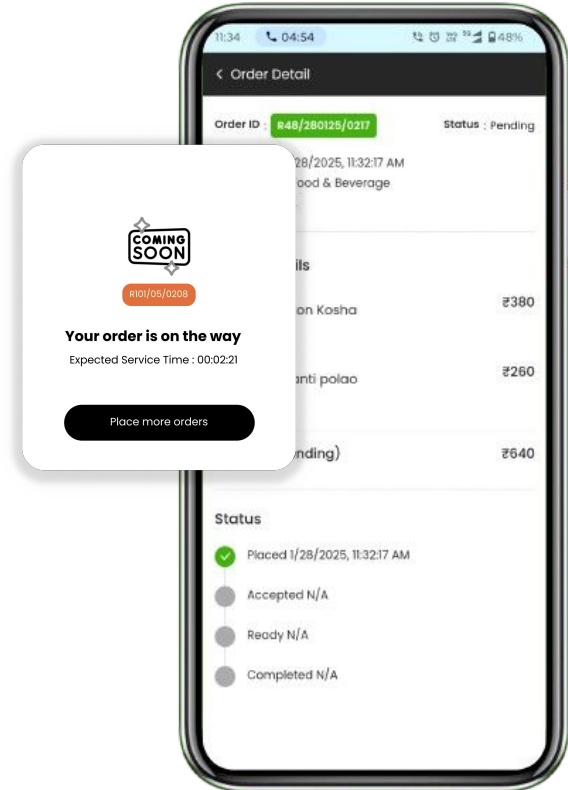 11:34 04:54 48%
Order Detail
Order ID : R48/280125/0217 Status : Pending
28/2025, 11:32:17 AM
ood & Beverage
ils
on Kosha ₹380
anti polao ₹260
nding) ₹640
Status
Placed 1/28/2025, 11:32:17 AM
Accepted N/A
Ready N/A
Completed N/A
COMING
SOON
R101/05/0208
Your order is on the way
Expected Service Time : 00:02:21
Place more orders